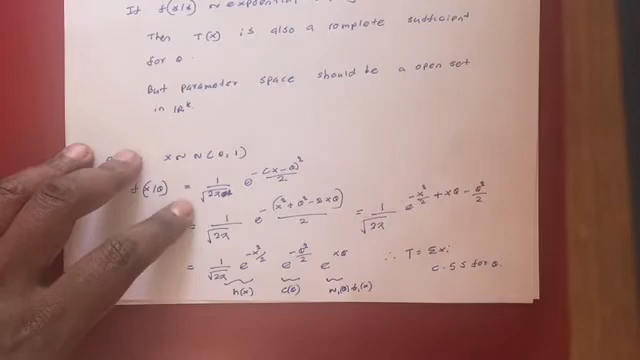 If f(x|θ) ~ exponential
Then T(x) is also a complete sufficient
for θ.
But parameter space should be a open set
in ℝᵏ.
x ~ N(θ, 1)
f(x|θ) = 1/√2π e^{-(x-θ)²/2}
= 1/√2π e^{-(x²+θ²-2xθ)/2} = 1/√2π e^{-x²/2 + xθ - θ²/2}
= 1/√2π e^{-x²/2} e^{-θ²/2} e^{xθ} ∴ T = Σxi
h(x) c(θ) w₁(θ) t₁(x) C.SS for θ.